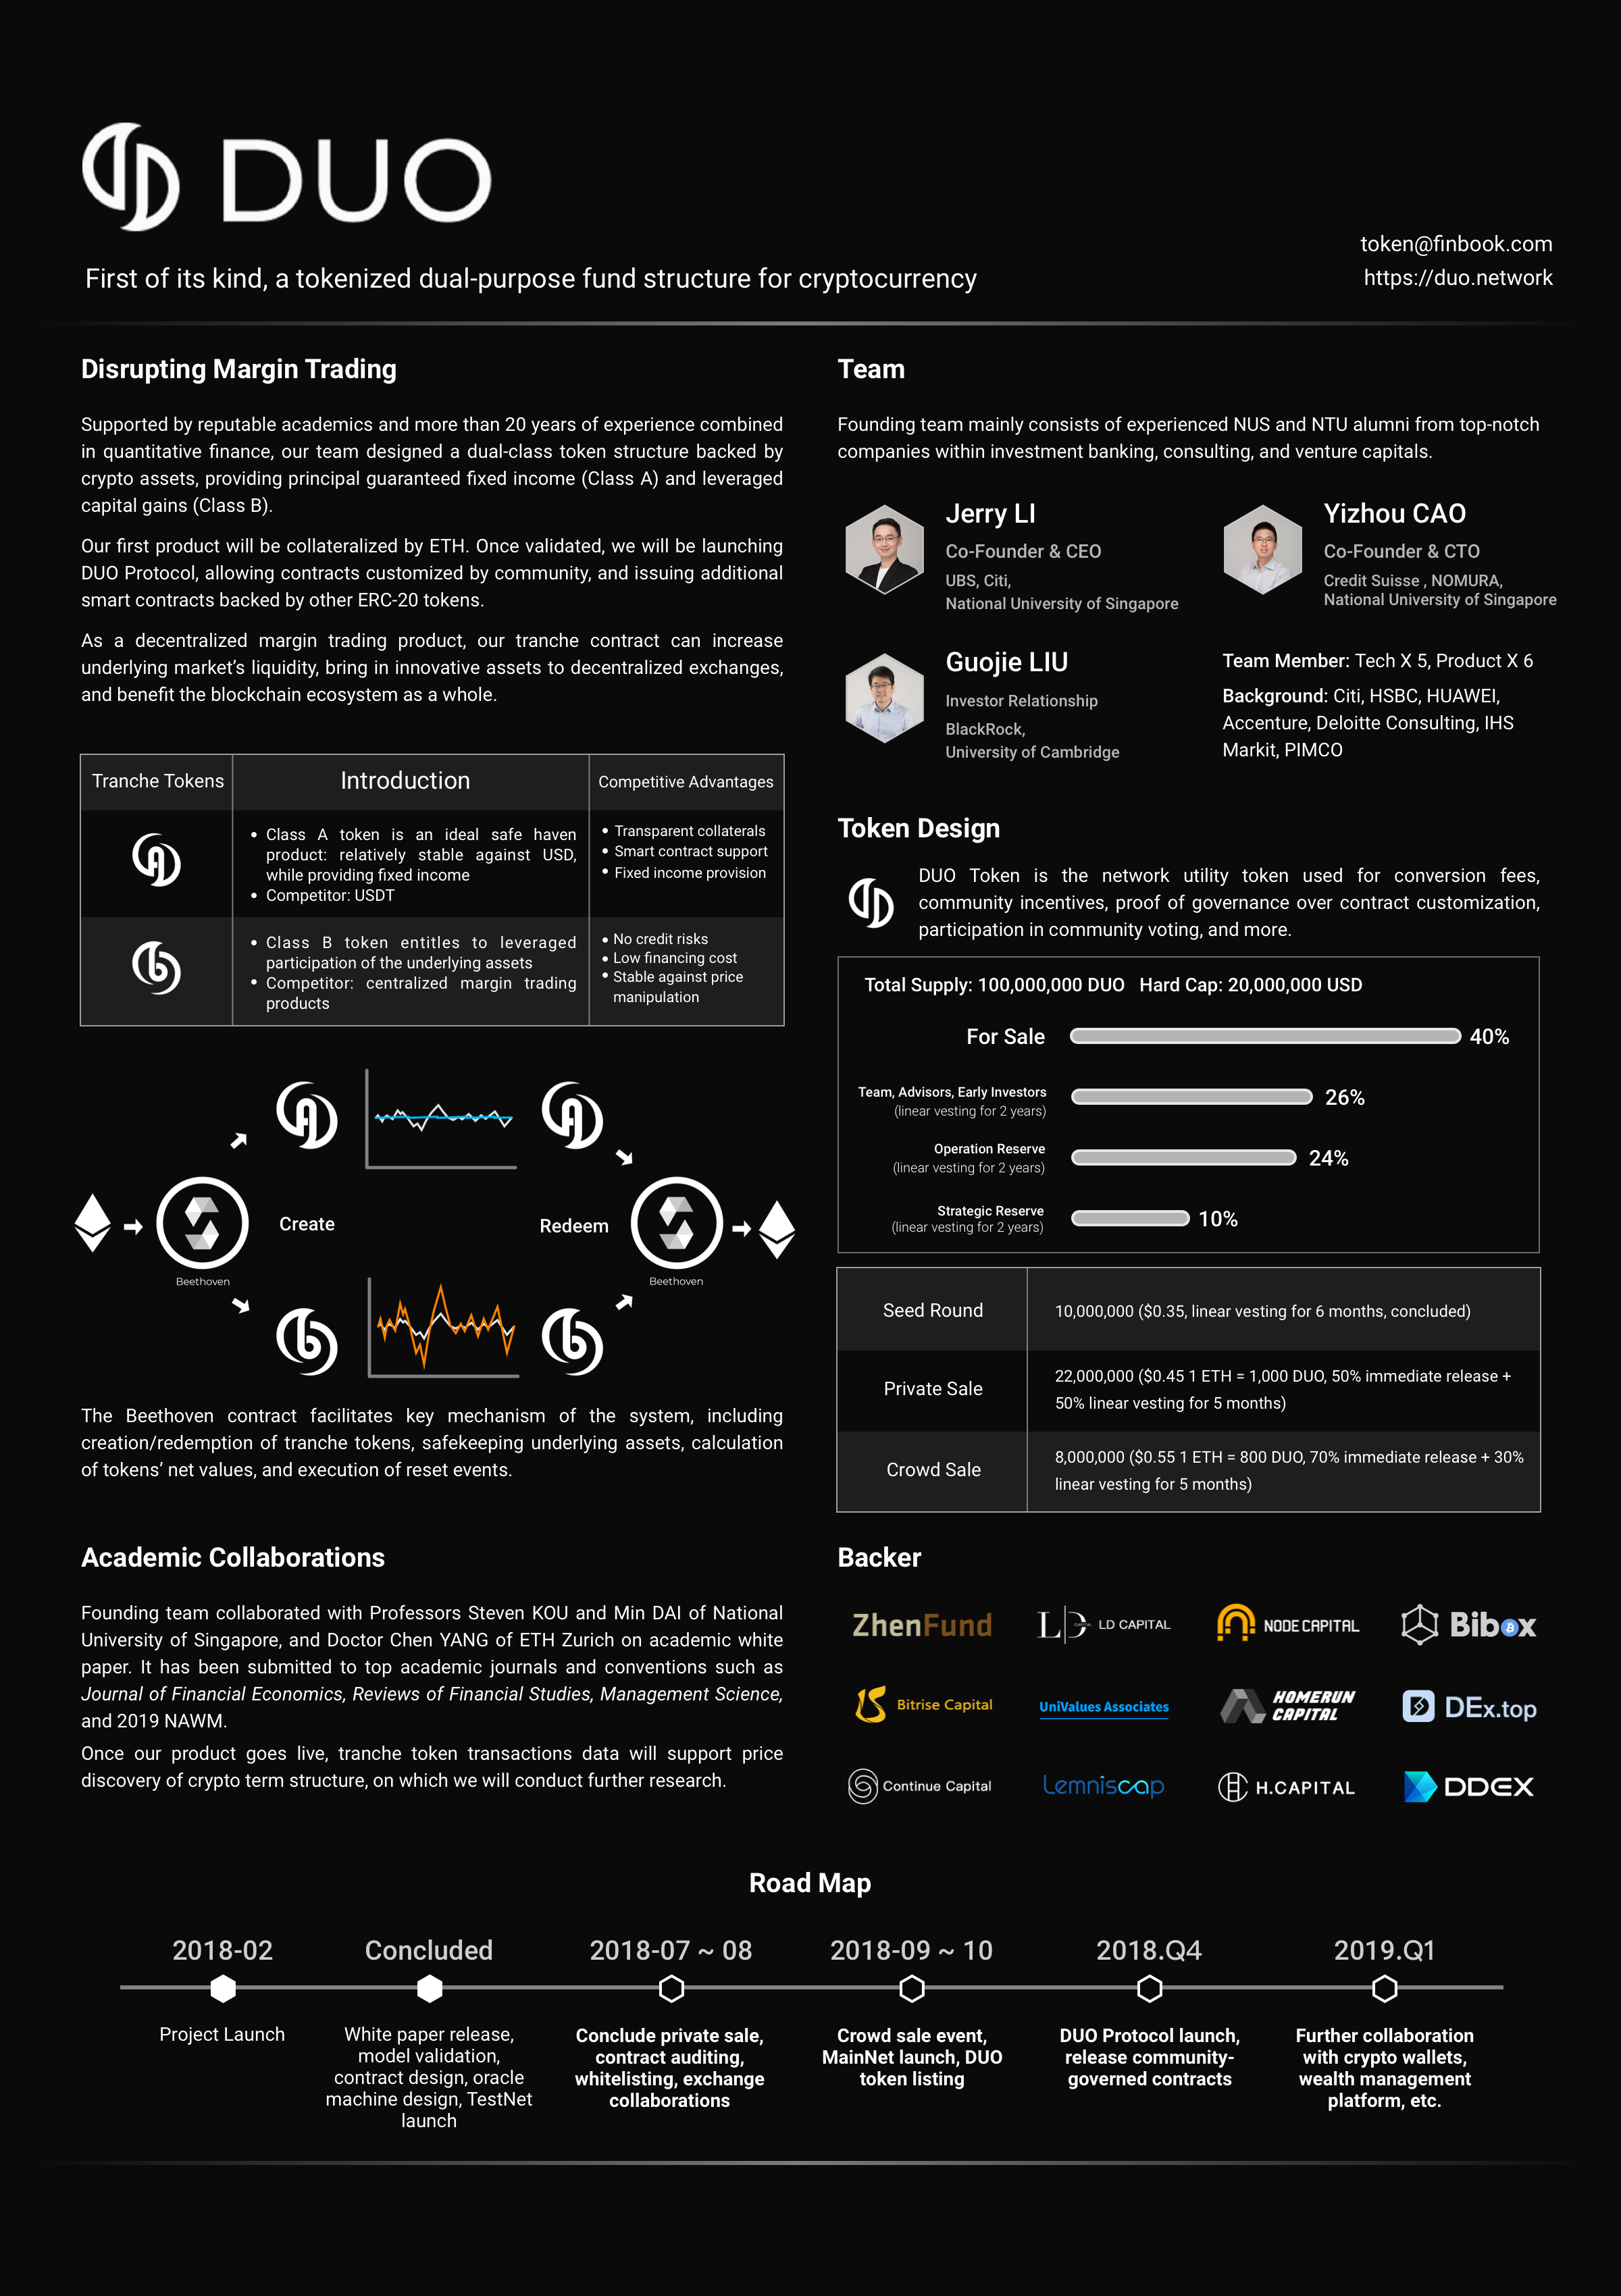 DUO
token@finbook.com
First of its kind, a tokenized dual-purpose fund structure for cryptocurrency
https://duo.network
Disrupting Margin Trading
Supported by reputable academics and more than 20 years of experience combined
in quantitative finance, our team designed a dual-class token structure backed by
crypto assets, providing principal guaranteed fixed income (Class A) and leveraged
capital gains (Class B).
Our first product will be collateralized by ETH. Once validated, we will be launching
DUO Protocol, allowing contracts customized by community, and issuing additional
smart contracts backed by other ERC-20 tokens.
As a decentralized margin trading product, our tranche contract can increase
underlying market’s liquidity, bring in innovative assets to decentralized exchanges,
and benefit the blockchain ecosystem as a whole.
Tranche Tokens
Introduction
Competitive Advantages
• Class A token is an ideal safe haven
product: relatively stable against USD,
while providing fixed income
• Competitor: USDT
• Transparent collaterals
• Smart contract support
• Fixed income provision
• Class B token entitles to leveraged
participation of the underlying assets
• Competitor: centralized margin trading
products
• No credit risks
• Low financing cost
• Stable against price
manipulation
Create
Redeem
Beethoven
Beethoven
The Beethoven contract facilitates key mechanism of the system, including
creation/redemption of tranche tokens, safekeeping underlying assets, calculation
of tokens’ net values, and execution of reset events.
Academic Collaborations
Founding team collaborated with Professors Steven KOU and Min DAI of National
University of Singapore, and Doctor Chen YANG of ETH Zurich on academic white
paper. It has been submitted to top academic journals and conventions such as
Journal of Financial Economics, Reviews of Financial Studies, Management Science,
and 2019 NAWM.
Once our product goes live, tranche token transactions data will support price
discovery of crypto term structure, on which we will conduct further research.
Team
Founding team mainly consists of experienced NUS and NTU alumni from top-notch
companies within investment banking, consulting, and venture capitals.
Jerry LI
Co-Founder & CEO
UBS, Citi,
National University of Singapore
Yizhou CAO
Co-Founder & CTO
Credit Suisse , NOMURA,
National University of Singapore
Guojie LIU
Investor Relationship
BlackRock,
University of Cambridge
Team Member: Tech X 5, Product X 6
Background: Citi, HSBC, HUAWEI,
Accenture, Deloitte Consulting, IHS
Markit, PIMCO
Token Design
DUO Token is the network utility token used for conversion fees,
community incentives, proof of governance over contract customization,
participation in community voting, and more.
Total Supply: 100,000,000 DUO Hard Cap: 20,000,000 USD
For Sale 40%
Team, Advisors, Early Investors
(linear vesting for 2 years)
26%
Operation Reserve
(linear vesting for 2 years)
24%
Strategic Reserve
(linear vesting for 2 years)
10%
Seed Round
10,000,000 ($0.35, linear vesting for 6 months, concluded)
Private Sale
22,000,000 ($0.45 1 ETH = 1,000 DUO, 50% immediate release +
50% linear vesting for 5 months)
Crowd Sale
8,000,000 ($0.55 1 ETH = 800 DUO, 70% immediate release + 30%
linear vesting for 5 months)
Backer
ZhenFund
LD LD CAPITAL
NODE CAPITAL
Bibox
Bitrise Capital
UniValues Associates
HOMERUN
CAPITAL
DEx.top
Continue Capital
Lemniscap
H.CAPITAL
DDEX
Road Map
2018-02
Concluded
2018-07 ~ 08
2018-09 ~ 10
2018.Q4
2019.Q1
Project Launch
White paper release,
model validation,
contract design, oracle
machine design, TestNet
launch
Conclude private sale,
contract auditing,
whitelisting, exchange
collaborations
Crowd sale event,
MainNet launch, DUO
token listing
DUO Protocol launch,
release community-
governed contracts
Further collaboration
with crypto wallets,
wealth management
platform, etc.